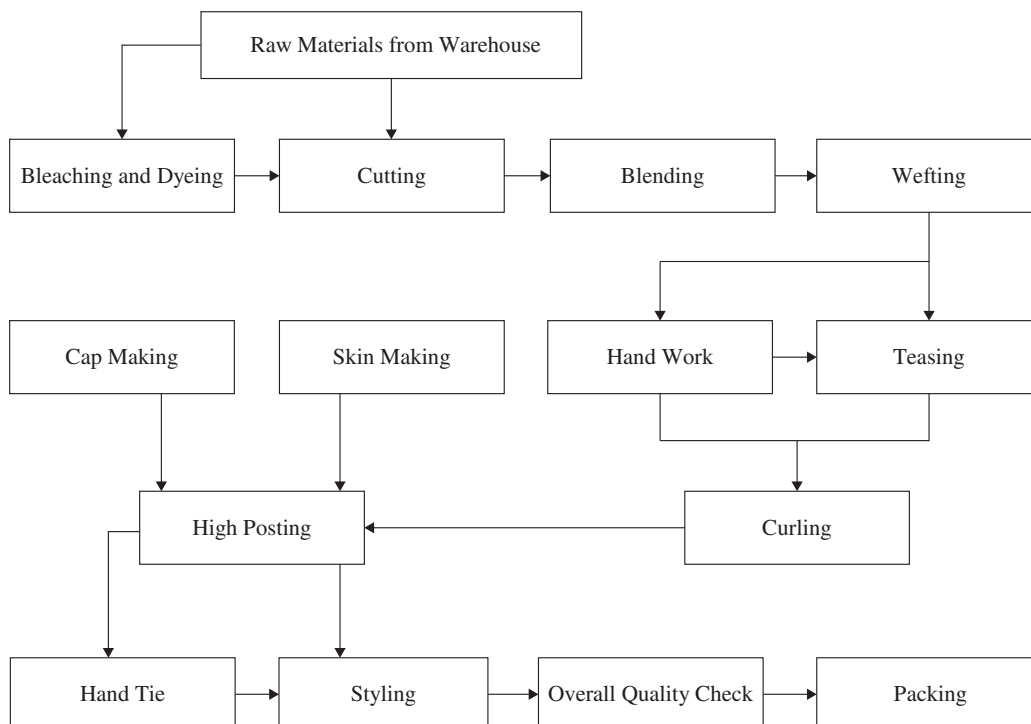 Raw Materials from Warehouse
Bleaching and Dyeing
Cutting
Blending
Wefting
Cap Making
Skin Making
Hand Work
Teasing
High Posting
Curling
Hand Tie
Styling
Overall Quality Check
Packing